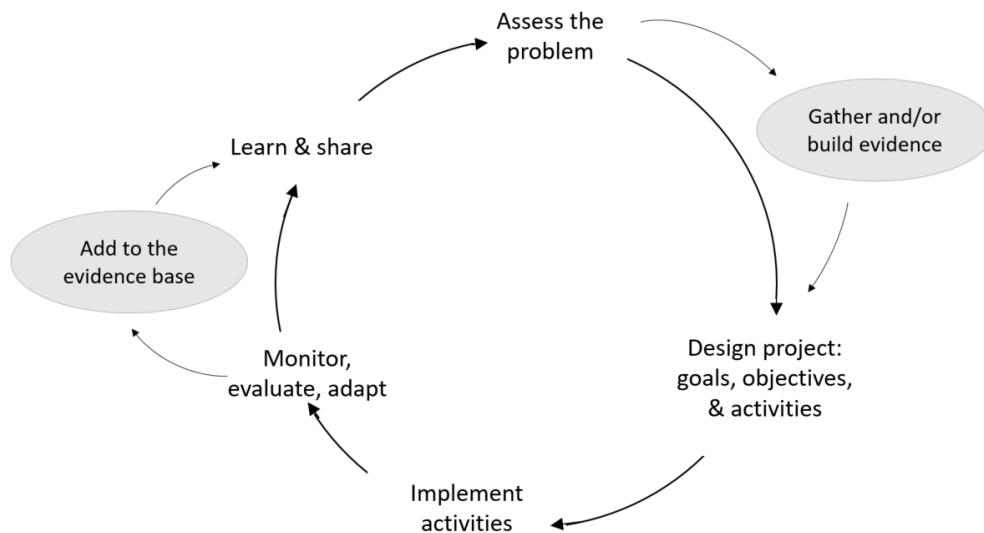 Assess the
problem
Gather and/or
build evidence
Design project:
goals, objectives,
& activities
Implement
activities
Monitor,
evaluate, adapt
Add to the
evidence base
Learn & share